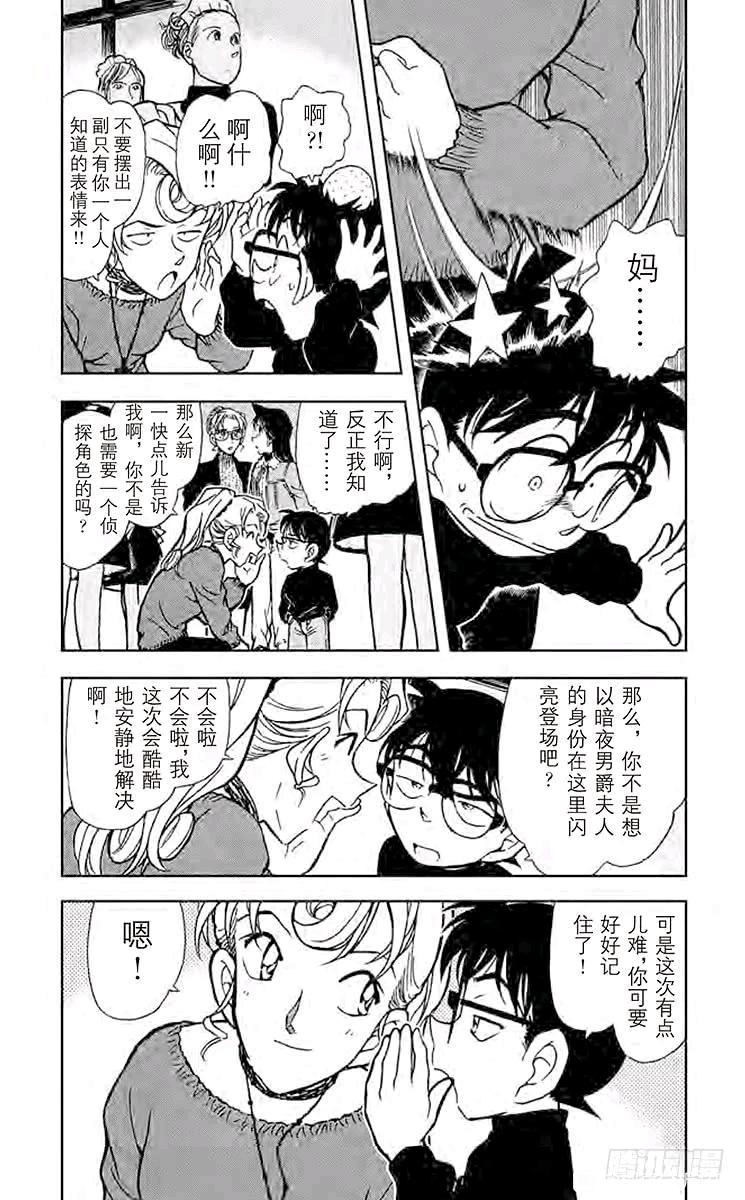 妈
……
啊
?!
啊什
么啊!!
不要摆出一
副只有你一个人
知道的表情来!!
不行啊，
反正我知
道了……
那么新
一快点儿告诉
我啊，你不是
也需要一个侦
探角色的吗？
那么，你不是想
以暗夜男爵夫人
的身份在这里闪
亮登场吧？
不会啦
不会啦，我
这次会酷酷
地安静地解决
啊！
可是这次有点
儿难，你可要
好好记
住了！
嗯！
腾讯动漫